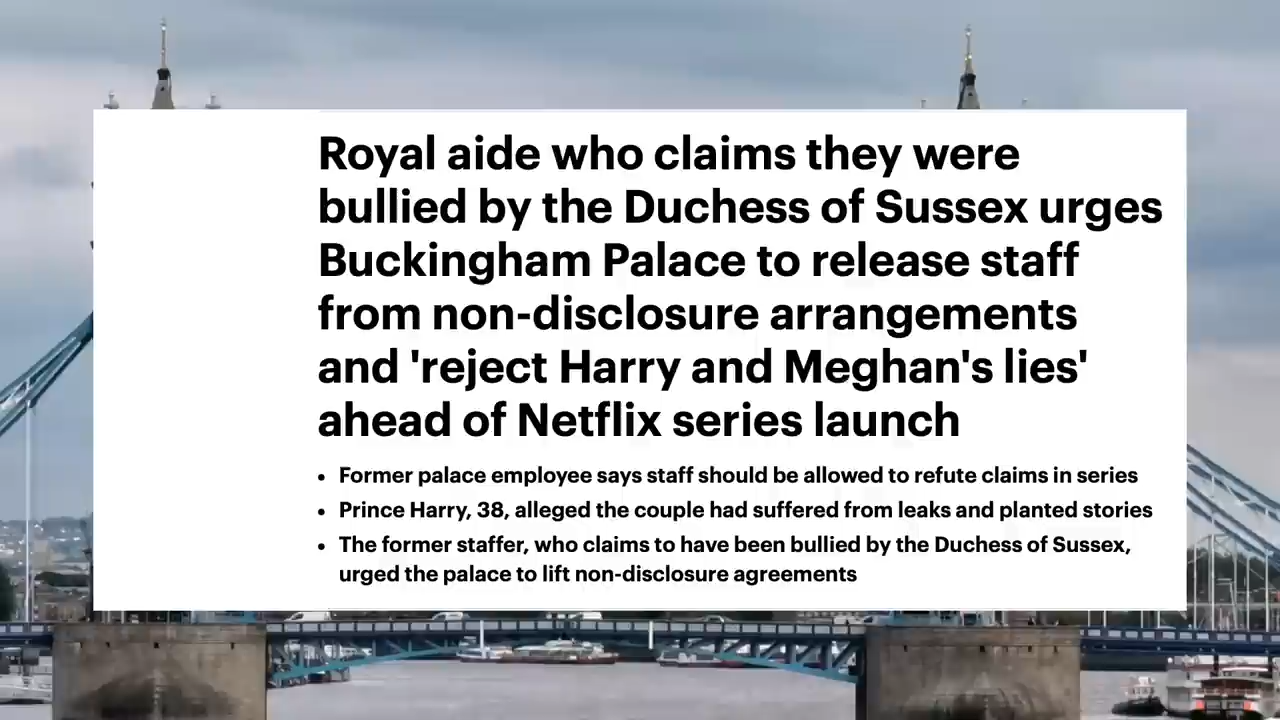 Royal aide who claims they were
bullied by the Duchess of Sussex urges
Buckingham Palace to release staff
from non-disclosure arrangements
and 'reject Harry and Meghan's lies'
ahead of Netflix series launch
• Former palace employee says staff should be allowed to refute claims in series
• Prince Harry, 38, alleged the couple had suffered from leaks and planted stories
• The former staffer, who claims to have been bullied by the Duchess of Sussex,
urged the palace to lift non-disclosure agreements